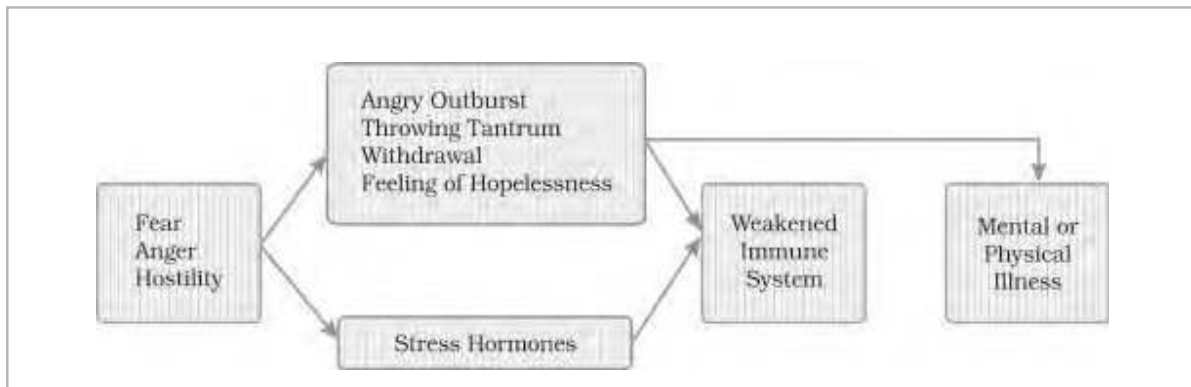 Angry Outburst
Throwing Tantrum
Withdrawal
Feeling of Hopelessness
Fear
Anger
Hostility
Weakened
Immune
System
Mental or
Physical
Illness
Stress Hormones